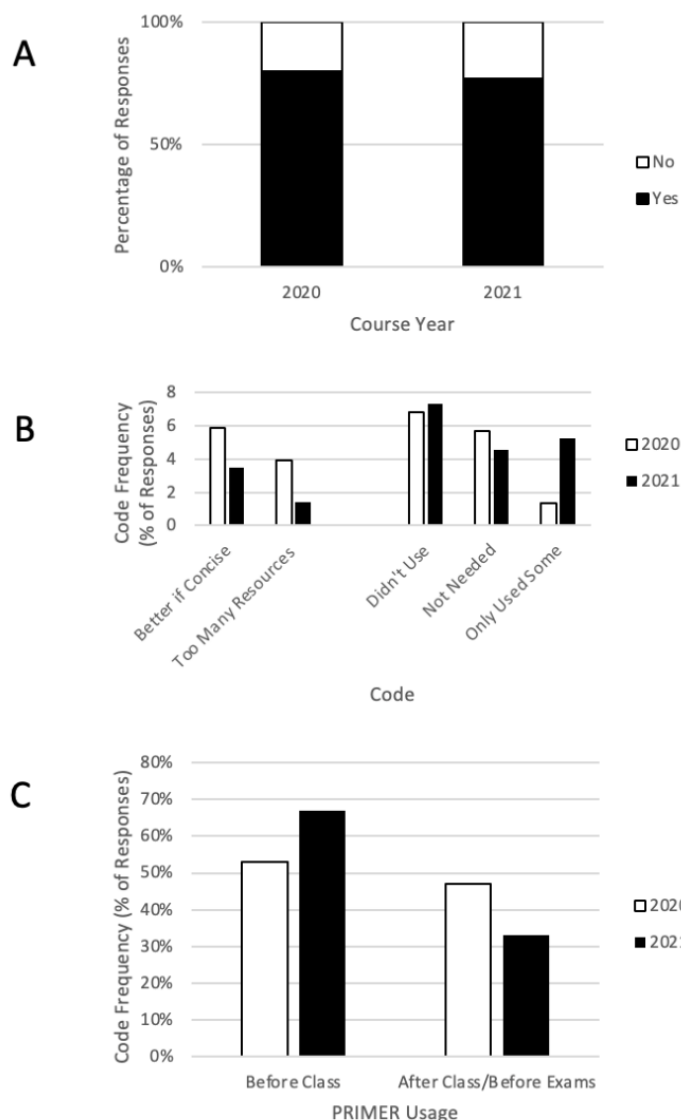 A
100%
50%
0%
Percentage of Responses
2020
2021
Course Year
No
Yes
B
8
6
4
2
0
Code Frequency
(% of Responses)
Better if Concise
Too Many Resources
Didn't Use
Not Needed
Only Used Some
Code
2020
2021
C
80%
70%
60%
50%
40%
30%
20%
10%
0%
Code Frequency (% of Responses)
Before Class
After Class/Before Exams
PRIMER Usage